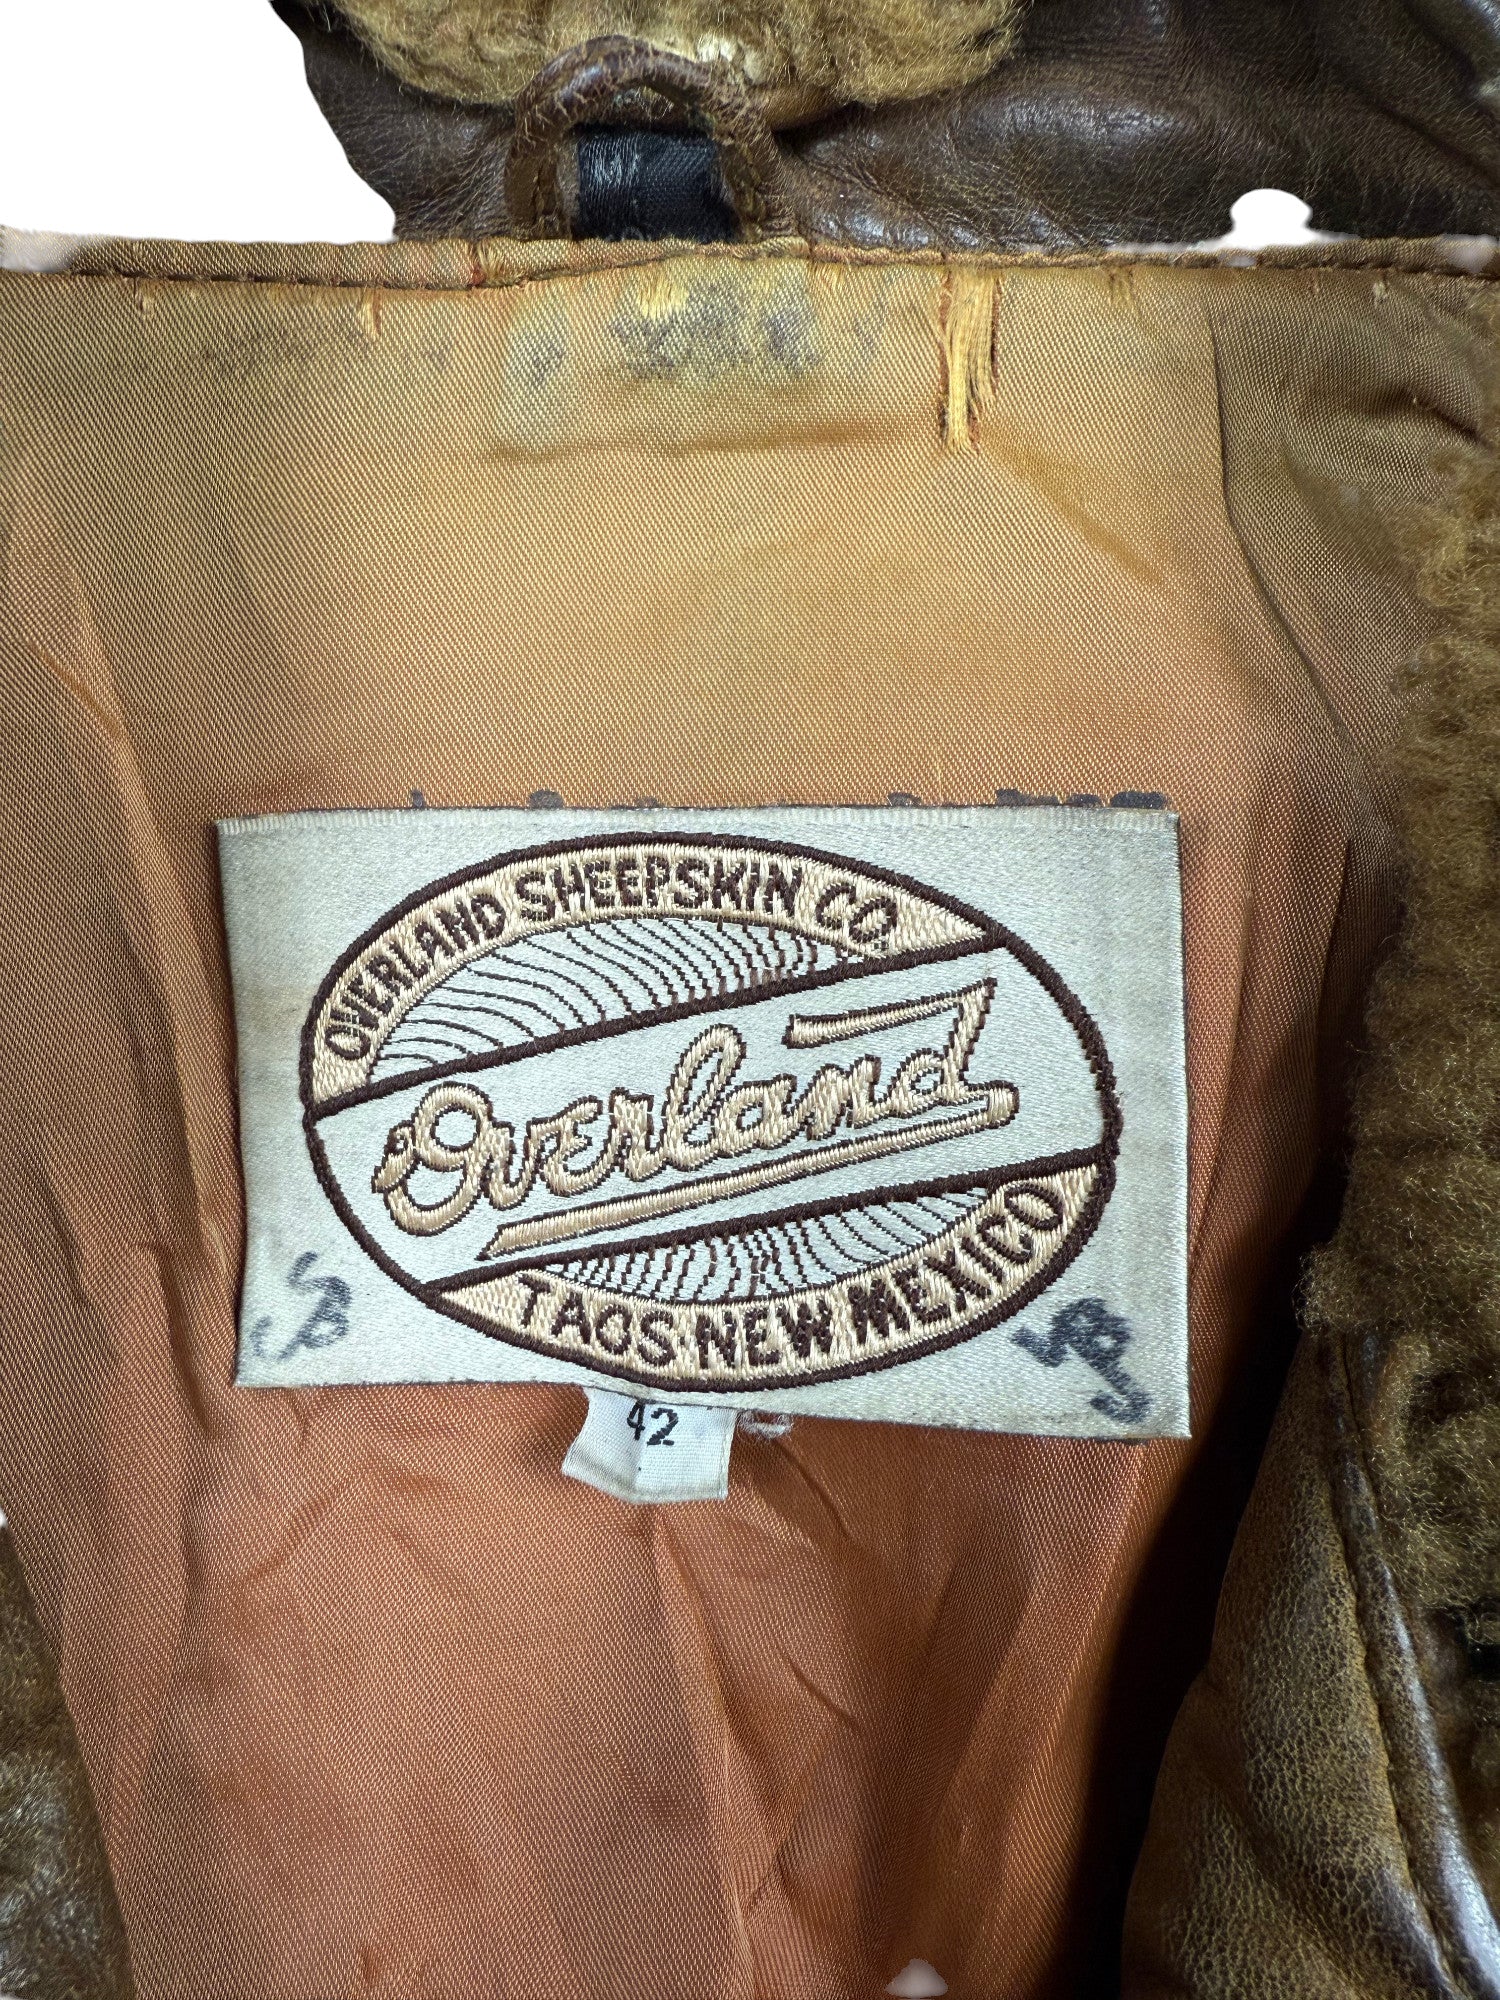 OVERLAND SHEEPSKIN CO.
Overland
TAOS NEW MEXICO
42